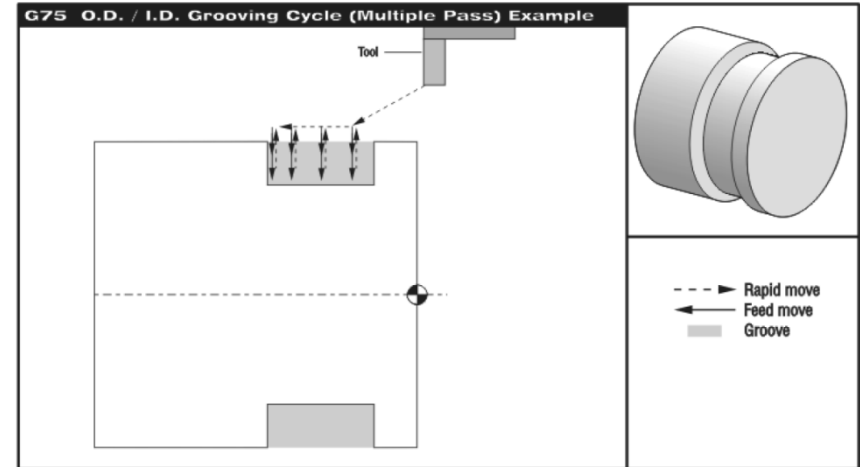 G75 O.D. / I.D. Grooving Cycle (Multiple Pass) Example
Tool
Rapid move
Feed move
Groove